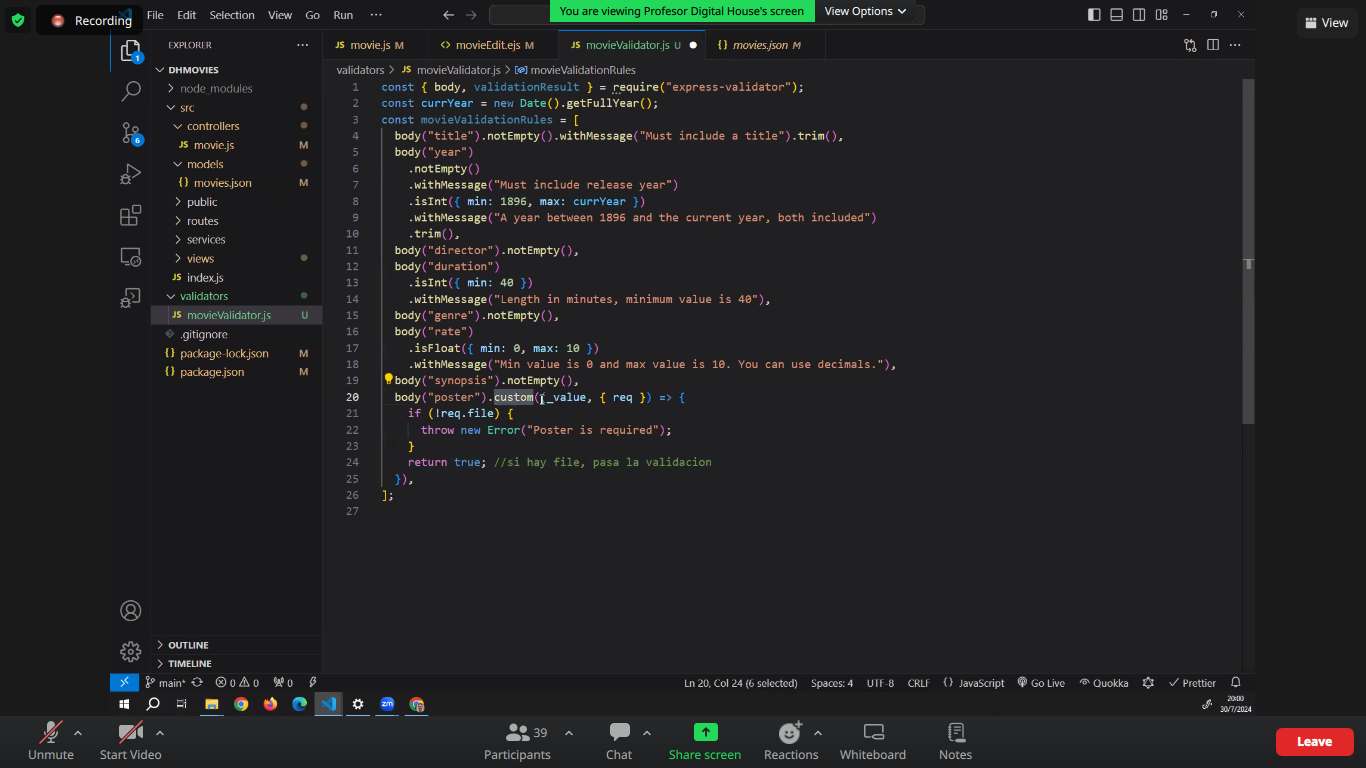 Recording
File Edit Selection View Go Run ···
You are viewing Profesor Digital House's screen
View Options
View
EXPLORER
JS movie.js M
<> movieEdit.ejs M
JS movieValidator.js U
{} movies.json M
validators > JS movieValidator.js > movieValidationRules
DHMOVIES
node_modules
src
controllers
JS movie.js M
models
{} movies.json M
public
routes
services
views
JS index.js
validators
JS movieValidator.js U
.gitignore
{} package-lock.json M
{} package.json M
OUTLINE
TIMELINE
1
6
1 const { body, validationResult } = require("express-validator");
2 const currYear = new Date().getFullYear();
3 const movieValidationRules = [
4 body("title").notEmpty().withMessage("Must include a title").trim(),
5 body("year")
6 .notEmpty()
7 .withMessage("Must include release year")
8 .isInt({ min: 1896, max: currYear })
9 .withMessage("A year between 1896 and the current year, both included")
10 .trim(),
11 body("director").notEmpty(),
12 body("duration")
13 .isInt({ min: 40 })
14 .withMessage("Length in minutes, minimum value is 40"),
15 body("genre").notEmpty(),
16 body("rate")
17 .isFloat({ min: 0, max: 10 })
18 .withMessage("Min value is 0 and max value is 10. You can use decimals."),
19 body("synopsis").notEmpty(),
20 body("poster").custom((_value, { req }) => {
21 if (!req.file) {
22 throw new Error("Poster is required");
23 }
24 return true; //si hay file, pasa la validacion
25 }),
26 ];
27
main* 0 0 0 Ln 20, Col 24 (6 selected) Spaces: 4 UTF-8 CRLF {} JavaScript Go Live Quokka Prettier
zm
20:00
30/7/2024
39
Unmute Start Video Participants Chat Share screen Reactions Whiteboard Notes Leave